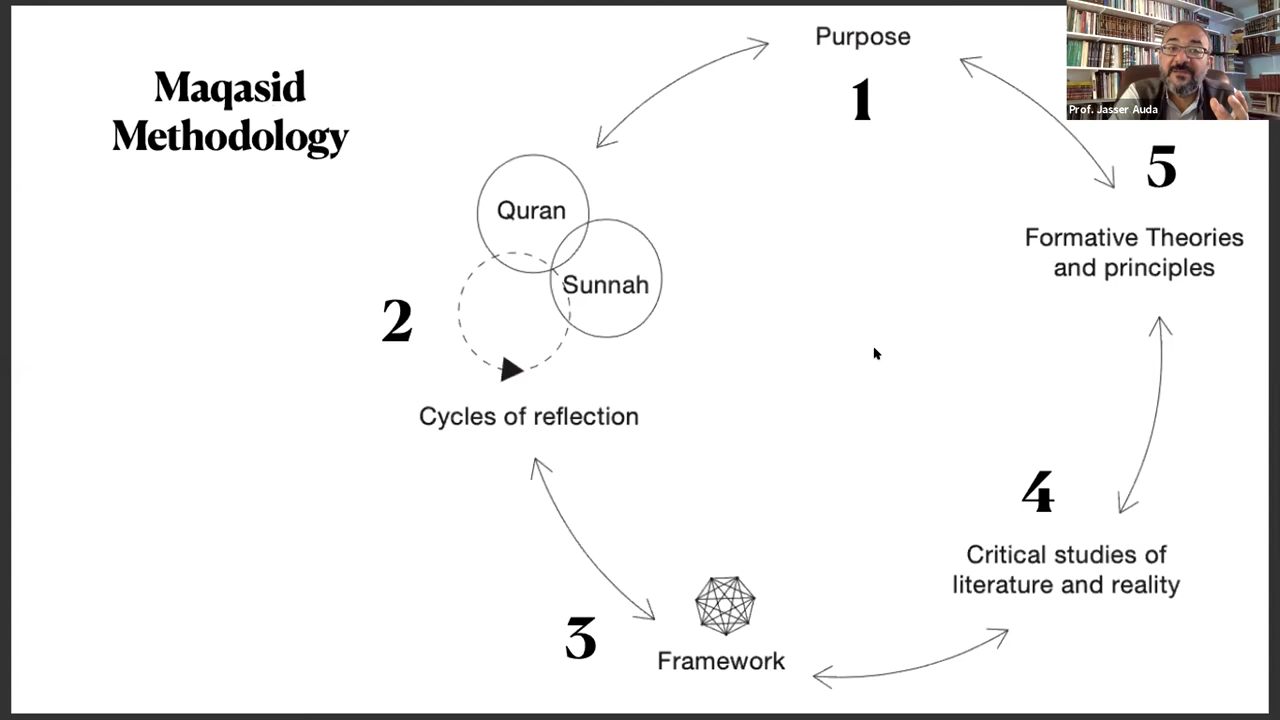 Maqasid
Methodology
Purpose
1
Prof. Jasser Auda
5
Formative Theories
and principles
Quran
Sunnah
2
Cycles of reflection
4
Critical studies of
literature and reality
3
Framework